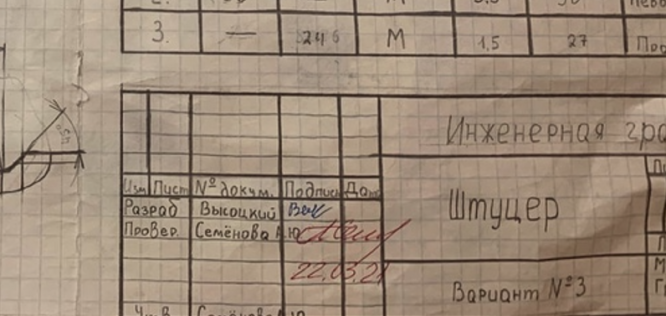 3. — 246 М 1,5 27
45°
Инженерная
Изм Лист № докум. Подпись Дата
Разраб Высоцкий
Провер. Семёнова А.Ю
Штуцер
22.03.21
Вариант №3